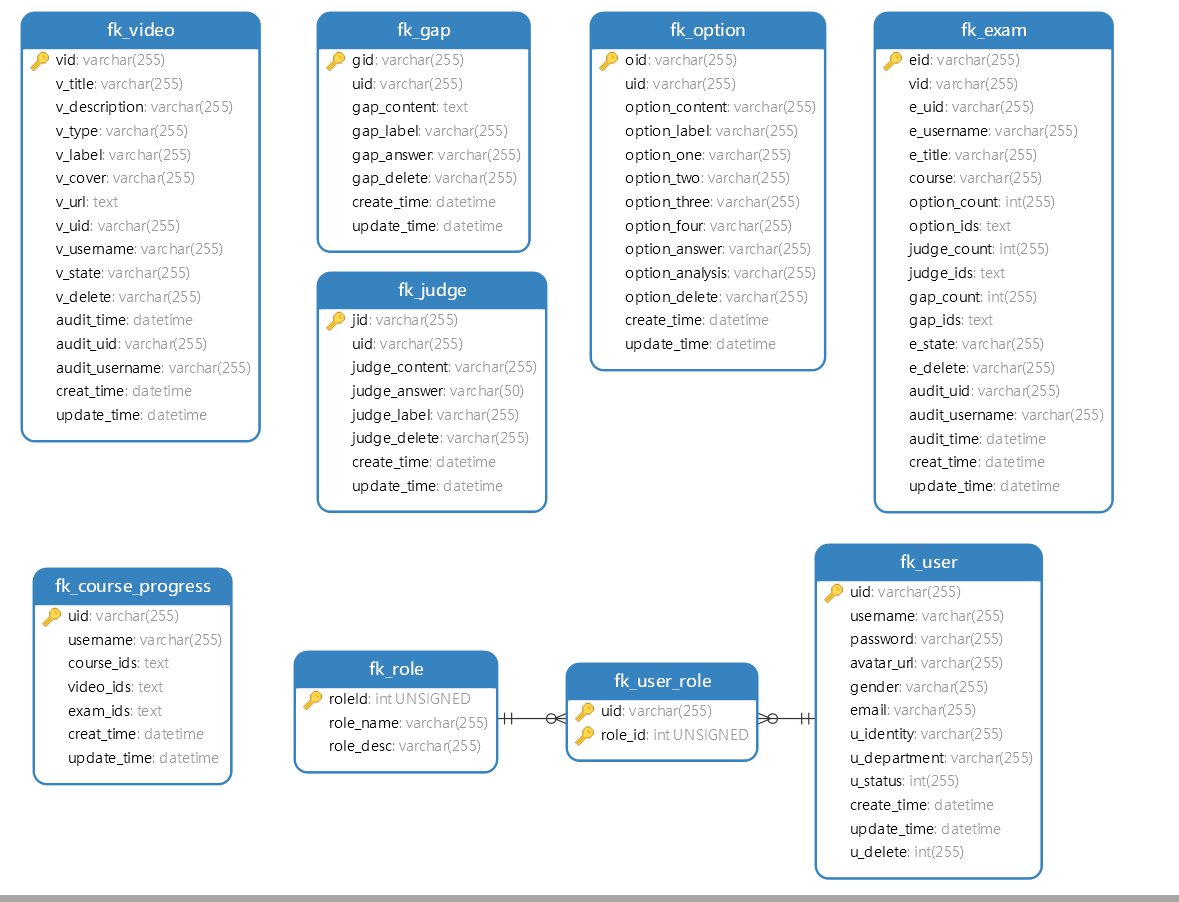 fk_video
vid: varchar(255)
v_title: varchar(255)
v_description: varchar(255)
v_type: varchar(255)
v_label: varchar(255)
v_cover: varchar(255)
v_url: text
v_uid: varchar(255)
v_username: varchar(255)
v_state: varchar(255)
v_delete: varchar(255)
audit_time: datetime
audit_uid: varchar(255)
audit_username: varchar(255)
creat_time: datetime
update_time: datetime
fk_gap
gid: varchar(255)
uid: varchar(255)
gap_content: text
gap_label: varchar(255)
gap_answer: varchar(255)
gap_delete: varchar(255)
create_time: datetime
update_time: datetime
fk_judge
jid: varchar(255)
uid: varchar(255)
judge_content: varchar(255)
judge_answer: varchar(50)
judge_label: varchar(255)
judge_delete: varchar(255)
create_time: datetime
update_time: datetime
fk_option
oid: varchar(255)
uid: varchar(255)
option_content: varchar(255)
option_label: varchar(255)
option_one: varchar(255)
option_two: varchar(255)
option_three: varchar(255)
option_four: varchar(255)
option_answer: varchar(255)
option_analysis: varchar(255)
option_delete: varchar(255)
create_time: datetime
update_time: datetime
fk_exam
eid: varchar(255)
vid: varchar(255)
e_uid: varchar(255)
e_username: varchar(255)
e_title: varchar(255)
course: varchar(255)
option_count: int(255)
option_ids: text
judge_count: int(255)
judge_ids: text
gap_count: int(255)
gap_ids: text
e_state: varchar(255)
e_delete: varchar(255)
audit_uid: varchar(255)
audit_username: varchar(255)
audit_time: datetime
creat_time: datetime
update_time: datetime
fk_course_progress
uid: varchar(255)
username: varchar(255)
course_ids: text
video_ids: text
exam_ids: text
creat_time: datetime
update_time: datetime
fk_role
roleId: int UNSIGNED
role_name: varchar(255)
role_desc: varchar(255)
fk_user_role
uid: varchar(255)
role_id: int UNSIGNED
fk_user
uid: varchar(255)
username: varchar(255)
password: varchar(255)
avatar_url: varchar(255)
gender: varchar(255)
email: varchar(255)
u_identity: varchar(255)
u_department: varchar(255)
u_status: int(255)
create_time: datetime
update_time: datetime
u_delete: int(255)